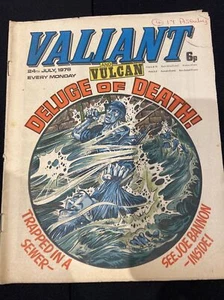 VALIANT
AND
VULCAN
24TH JULY, 1976
EVERY MONDAY
6p
DELUGE OF DEATH!
TRAPPED IN A
SEWER-
SEE JOE BANNON
-INSIDE!